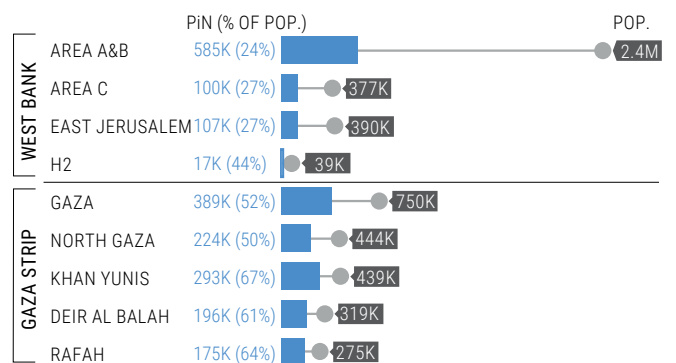 PiN (% OF POP.) POP.
WEST BANK
AREA A&B 585K (24%) 2.4M
AREA C 100K (27%) 377K
EAST JERUSALEM 107K (27%) 390K
H2 17K (44%) 39K
GAZA STRIP
GAZA 389K (52%) 750K
NORTH GAZA 224K (50%) 444K
KHAN YUNIS 293K (67%) 439K
DEIR AL BALAH 196K (61%) 319K
RAFAH 175K (64%) 275K